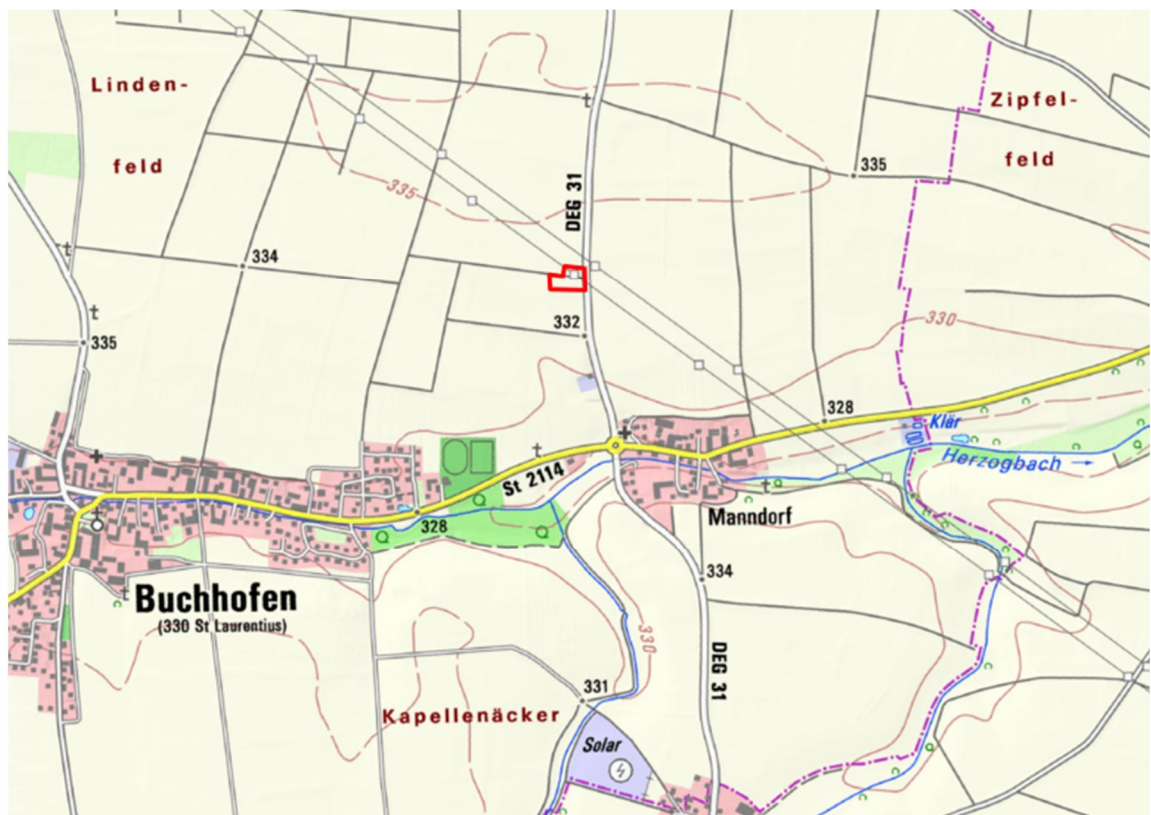 Linden-
feld
Zipfel-
feld
335
DEG 31
335
334
332
335
330
328
Klär
Herzogbach
St 2114
328
Manndorf
Buchhofen
(330 St Laurentius)
334
330
DEG 31
331
Kapellenäcker
Solar